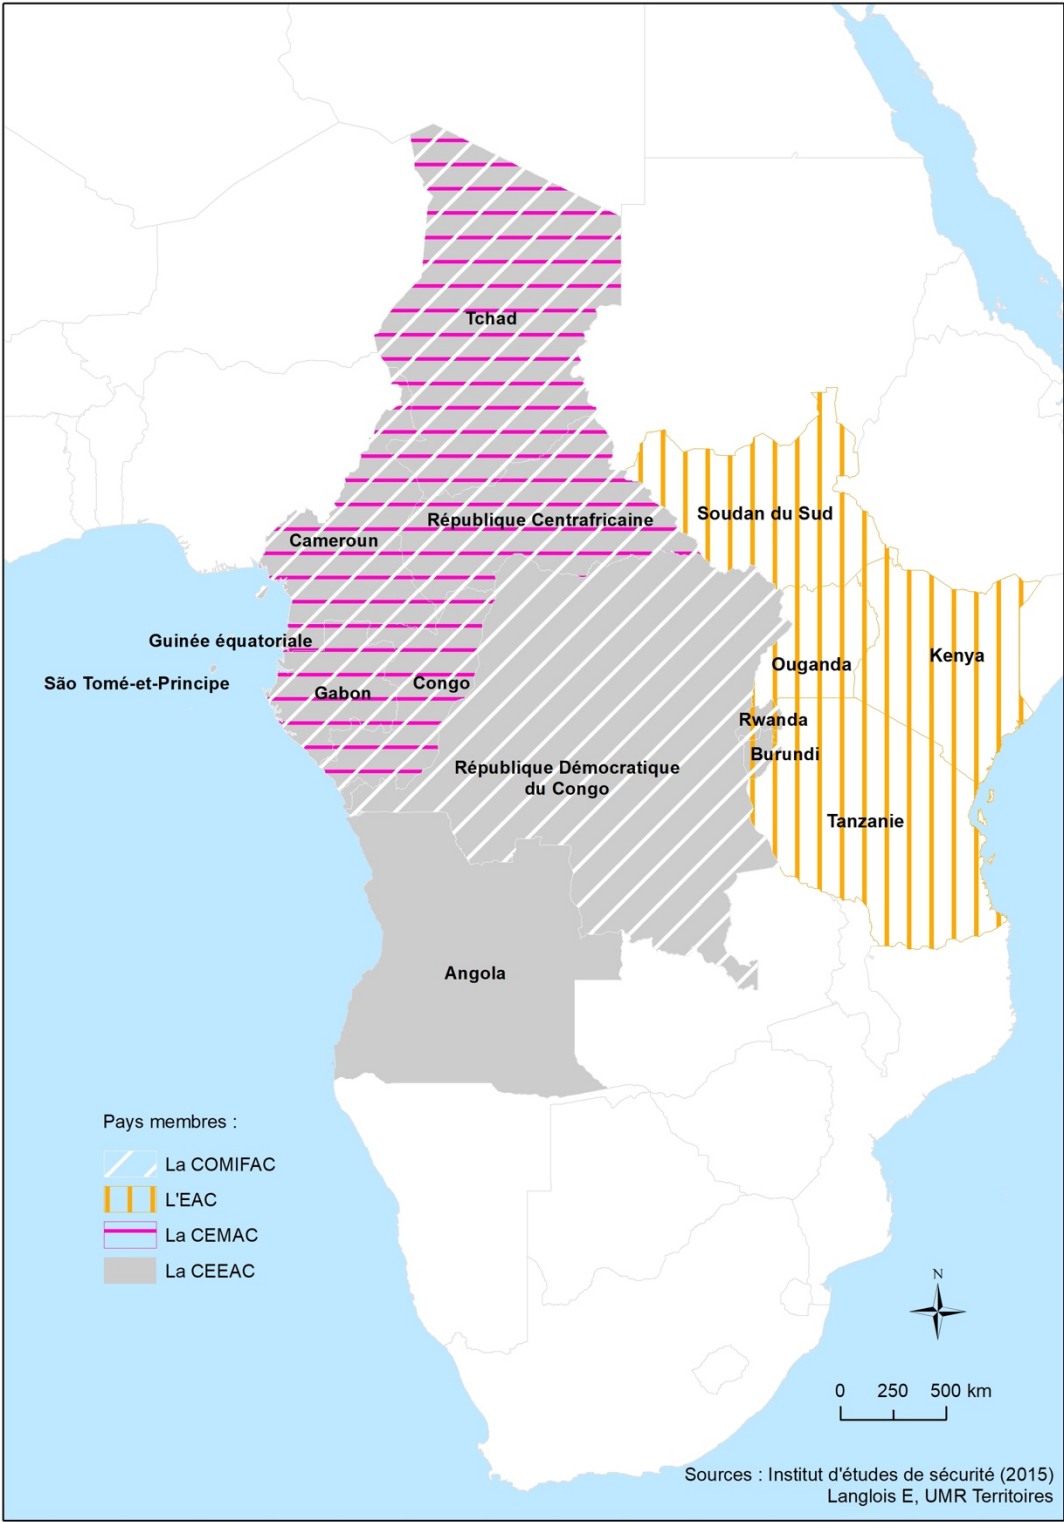 Tchad
Soudan du Sud
République Centrafricaine
Cameroun
Guinée équatoriale
Kenya
Ouganda
São Tomé-et-Principe
Gabon
Congo
Rwanda
Burundi
République Démocratique
du Congo
Tanzanie
Angola
Pays membres :
La COMIFAC
L'EAC
La CEMAC
La CEEAC
N
0 250 500 km
Sources : Institut d'études de sécurité (2015)
Langlois E, UMR Territoires